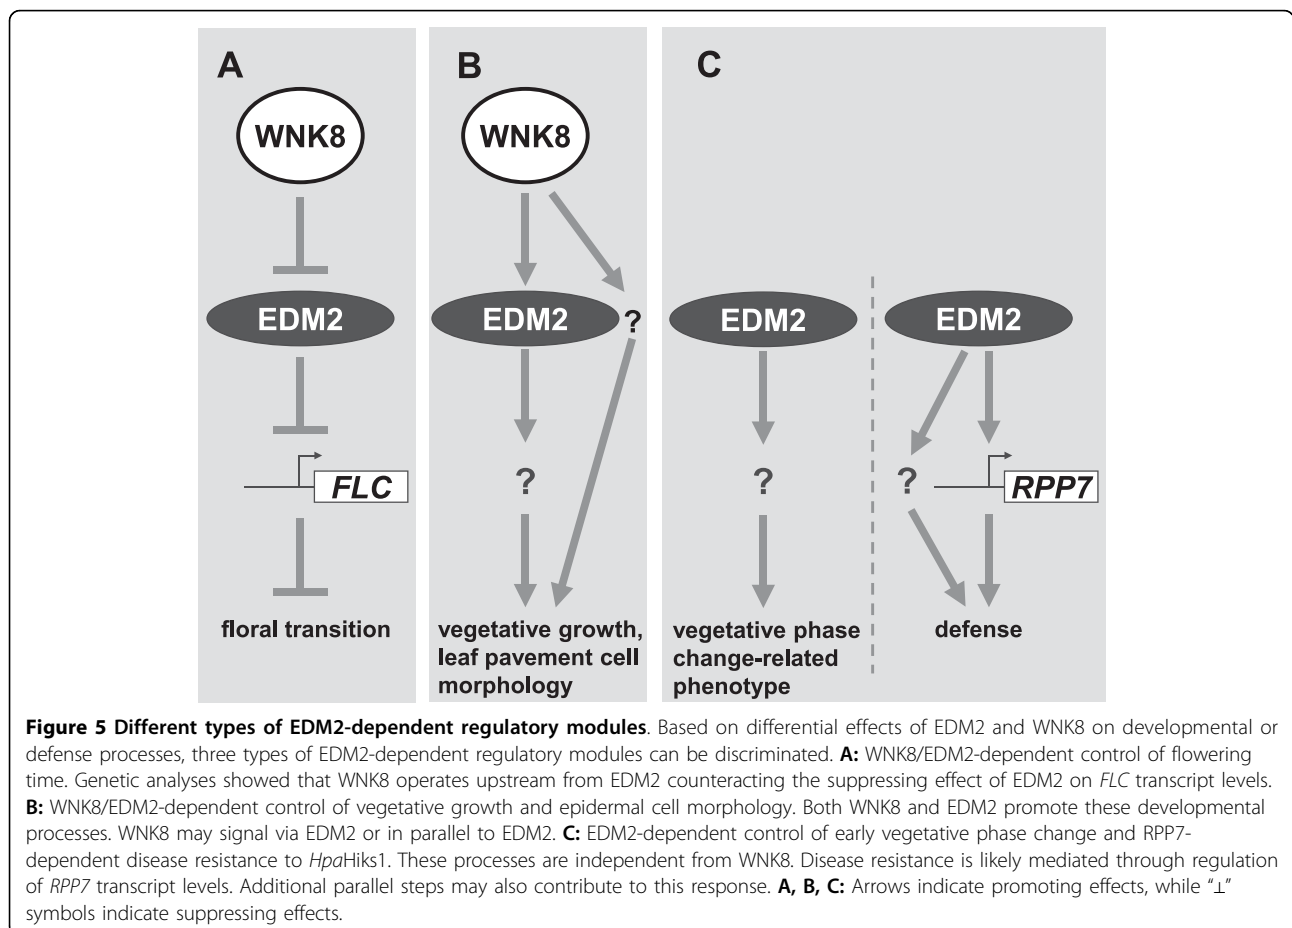 A
WNK8
EDM2
FLC
floral transition
B
WNK8
EDM2
?
?
vegetative growth,
leaf pavement cell
morphology
C
EDM2
?
vegetative phase
change-related
phenotype
EDM2
?
RPP7
defense
Figure 5 Different types of EDM2-dependent regulatory modules. Based on differential effects of EDM2 and WNK8 on developmental or
defense processes, three types of EDM2-dependent regulatory modules can be discriminated. A: WNK8/EDM2-dependent control of flowering
time. Genetic analyses showed that WNK8 operates upstream from EDM2 counteracting the suppressing effect of EDM2 on FLC transcript levels.
B: WNK8/EDM2-dependent control of vegetative growth and epidermal cell morphology. Both WNK8 and EDM2 promote these developmental
processes. WNK8 may signal via EDM2 or in parallel to EDM2. C: EDM2-dependent control of early vegetative phase change and RPP7-
dependent disease resistance to HpaHiks1. These processes are independent from WNK8. Disease resistance is likely mediated through regulation
of RPP7 transcript levels. Additional parallel steps may also contribute to this response. A, B, C: Arrows indicate promoting effects, while “⊥”
symbols indicate suppressing effects.